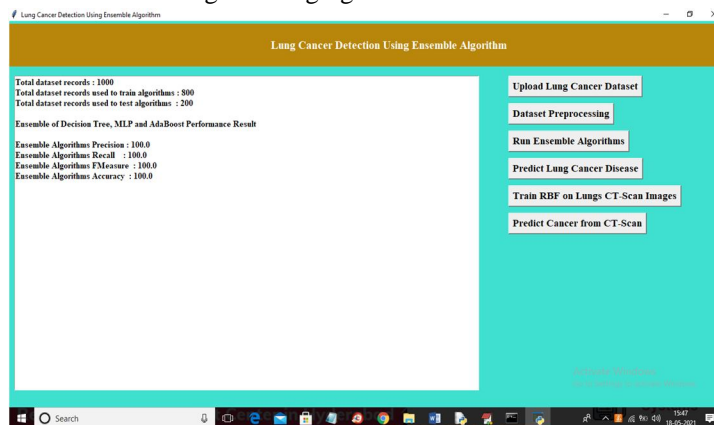 Lung Cancer Detection Using Ensemble Algorithm
Lung Cancer Detection Using Ensemble Algorithm
Total dataset records : 1000
Total dataset records used to train algorithms : 800
Total dataset records used to test algorithms : 200
Ensemble of Decision Tree, MLP and AdaBoost Performance Result
Ensemble Algorithms Precision : 100.0
Ensemble Algorithms Recall : 100.0
Ensemble Algorithms FMeasure : 100.0
Ensemble Algorithms Accuracy : 100.0
Upload Lung Cancer Dataset
Dataset Preprocessing
Run Ensemble Algorithms
Predict Lung Cancer Disease
Train RBF on Lungs CT-Scan Images
Predict Cancer from CT-Scan
Search
15:47
18-05-2021